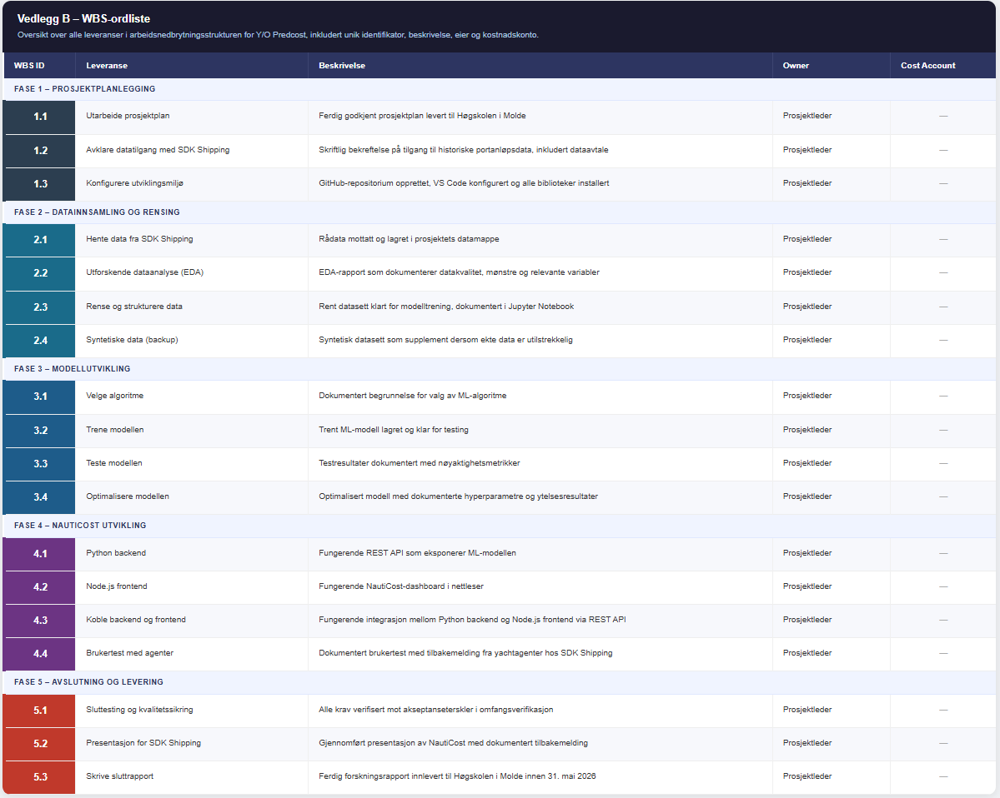 Vedlegg B – WBS-ordliste
Oversikt over alle leveranser i arbeidsnedbrytningsstrukturen for Y/O Predcost, inkludert unik identifikator, beskrivelse, eier og kostnadskonto.
WBS ID Leveranse Beskrivelse Owner Cost Account
FASE 1 – PROSJEKTPLANLEGGING
1.1 Utarbeide prosjektplan Ferdig godkjent prosjektplan levert til Høgskolen i Molde Prosjektleder —
1.2 Avklare datatilgang med SDK Shipping Skriftlig bekreftelse på tilgang til historiske portanløpsdata, inkludert dataavtale Prosjektleder —
1.3 Konfigurere utviklingsmiljø GitHub-repositorium opprettet, VS Code konfigurert og alle biblioteker installert Prosjektleder —
FASE 2 – DATAINNSAMLING OG RENSING
2.1 Hente data fra SDK Shipping Rådata mottatt og lagret i prosjektets datamappe Prosjektleder —
2.2 Utforskende dataanalyse (EDA) EDA-rapport som dokumenterer datakvalitet, mønstre og relevante variabler Prosjektleder —
2.3 Rense og strukturere data Rent datasett klart for modelltrening, dokumentert i Jupyter Notebook Prosjektleder —
2.4 Syntetiske data (backup) Syntetisk datasett som supplement dersom ekte data er utilstrekkelig Prosjektleder —
FASE 3 – MODELLUTVIKLING
3.1 Velge algoritme Dokumentert begrunnelse for valg av ML-algoritme Prosjektleder —
3.2 Trene modellen Trent ML-modell lagret og klar for testing Prosjektleder —
3.3 Teste modellen Testresultater dokumentert med nøyaktighetsmetrikker Prosjektleder —
3.4 Optimalisere modellen Optimalisert modell med dokumenterte hyperparametre og ytelsesresultater Prosjektleder —
FASE 4 – NAUTICOST UTVIKLING
4.1 Python backend Fungerende REST API som eksponerer ML-modellen Prosjektleder —
4.2 Node.js frontend Fungerende NautiCost-dashboard i nettleser Prosjektleder —
4.3 Koble backend og frontend Fungerende integrasjon mellom Python backend og Node.js frontend via REST API Prosjektleder —
4.4 Brukertest med agenter Dokumentert brukertest med tilbakemelding fra yachtagenter hos SDK Shipping Prosjektleder —
FASE 5 – AVSLUTNING OG LEVERING
5.1 Sluttesting og kvalitetssikring Alle krav verifisert mot akseptanseterskler i omfangsverifikasjon Prosjektleder —
5.2 Presentasjon for SDK Shipping Gjennomført presentasjon av NautiCost med dokumentert tilbakemelding Prosjektleder —
5.3 Skrive sluttrapport Ferdig forskningsrapport innlevert til Høgskolen i Molde innen 31. mai 2026 Prosjektleder —